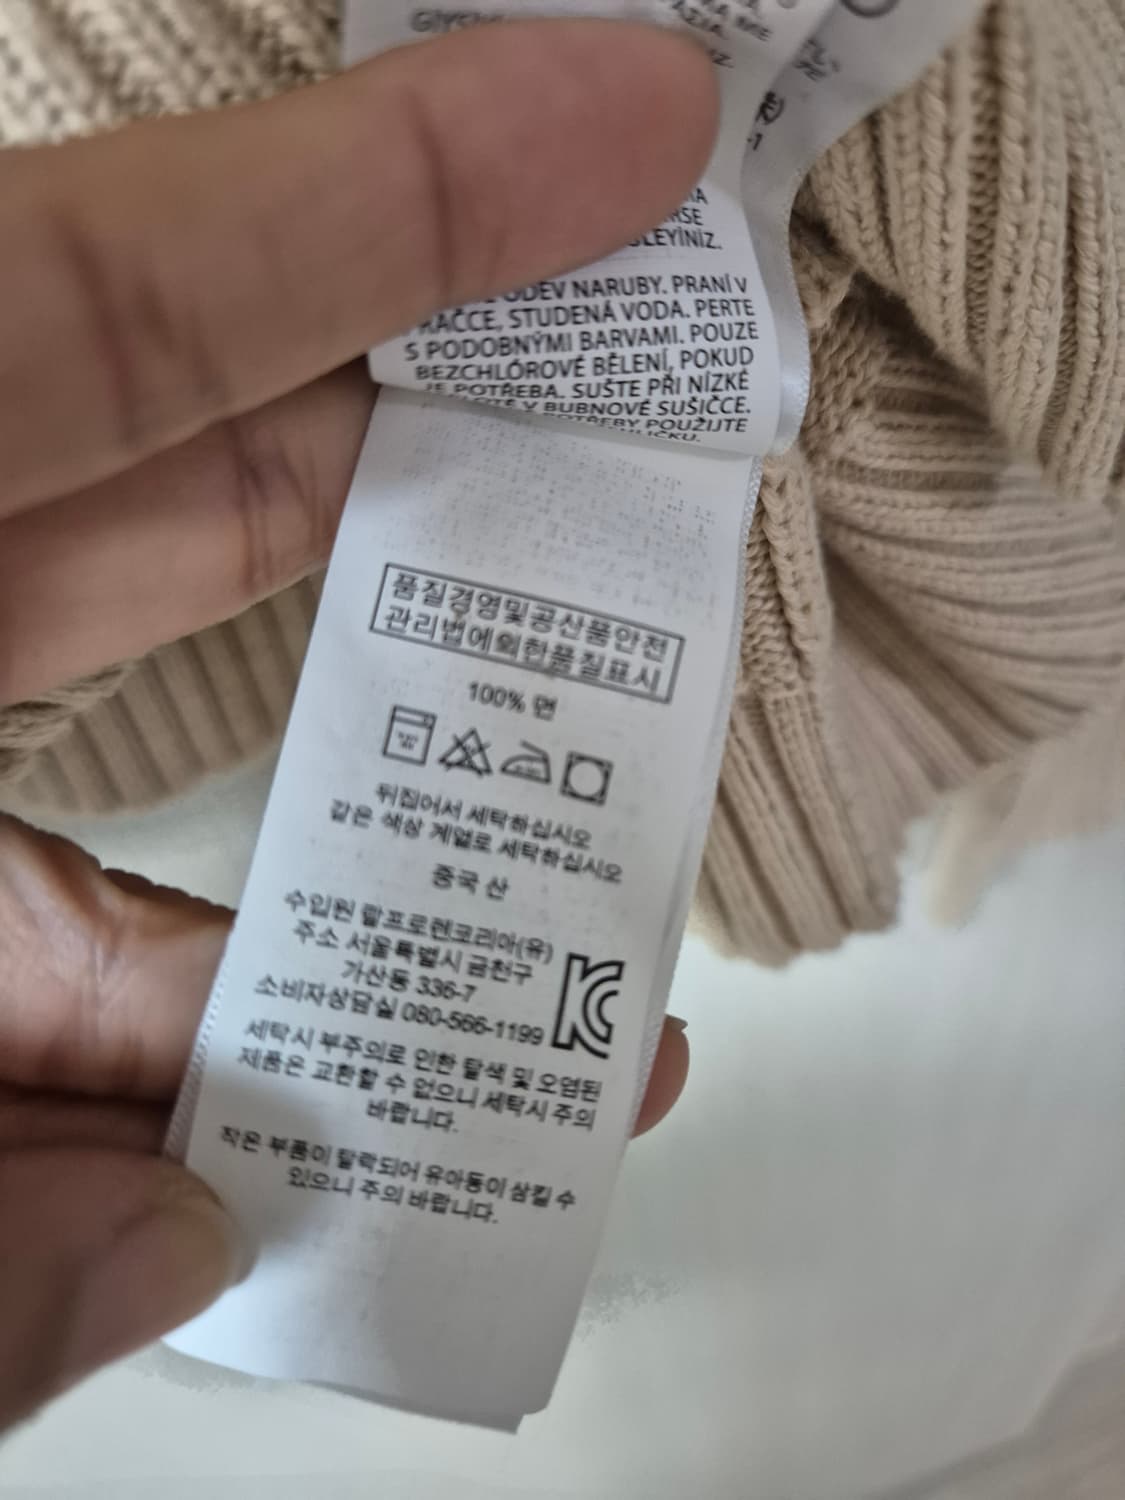 SLEYİNİZ.
ODĚV NARUBY. PRANÍ V
PRAČCE, STUDENÁ VODA. PERTE
S PODOBNÝMI BARVAMI. POUZE
BEZCHLÓROVÉ BĚLENÍ, POKUD
JE POTŘEBA. SUŠTE PŘI NÍZKÉ
V BUBNOVÉ SUŠIČCE.
POTŘEBY POUŽIJTE
품질경영및공산품안전
관리법에의한품질표시
100% 면
뒤집어서 세탁하십시오
같은 색상 계열로 세탁하십시오
중국 산
수입원 랄프로렌코리아(유)
주소 서울특별시 금천구
가산동 336-7
소비자상담실 080-566-1199
KC
세탁시 부주의로 인한 탈색 및 오염된
제품은 교환할 수 없으니 세탁시 주의
바랍니다.
작은 부품이 탈락되어 유아동이 삼킬 수
있으니 주의 바랍니다.